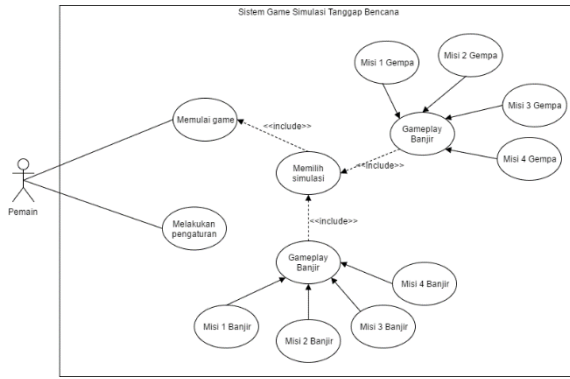 Sistem Game Simulasi Tanggap Bencana
Misi 2 Gempa
Misi 1 Gempa
Misi 3 Gempa
Memulai game
<<include>>
Gameplay
Banjir
Misi 4 Gempa
<<include>>
Memilih
simulasi
Pemain
Melakukan
pengaturan
<<include>>
Gameplay
Banjir
Misi 4 Banjir
Misi 1 Banjir
Misi 2 Banjir
Misi 3 Banjir